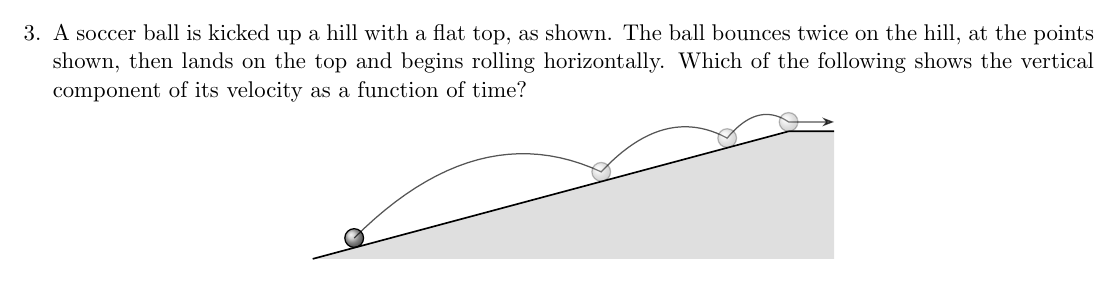 3. A soccer ball is kicked up a hill with a flat top, as shown. The ball bounces twice on the hill, at the points
shown, then lands on the top and begins rolling horizontally. Which of the following shows the vertical
component of its velocity as a function of time?